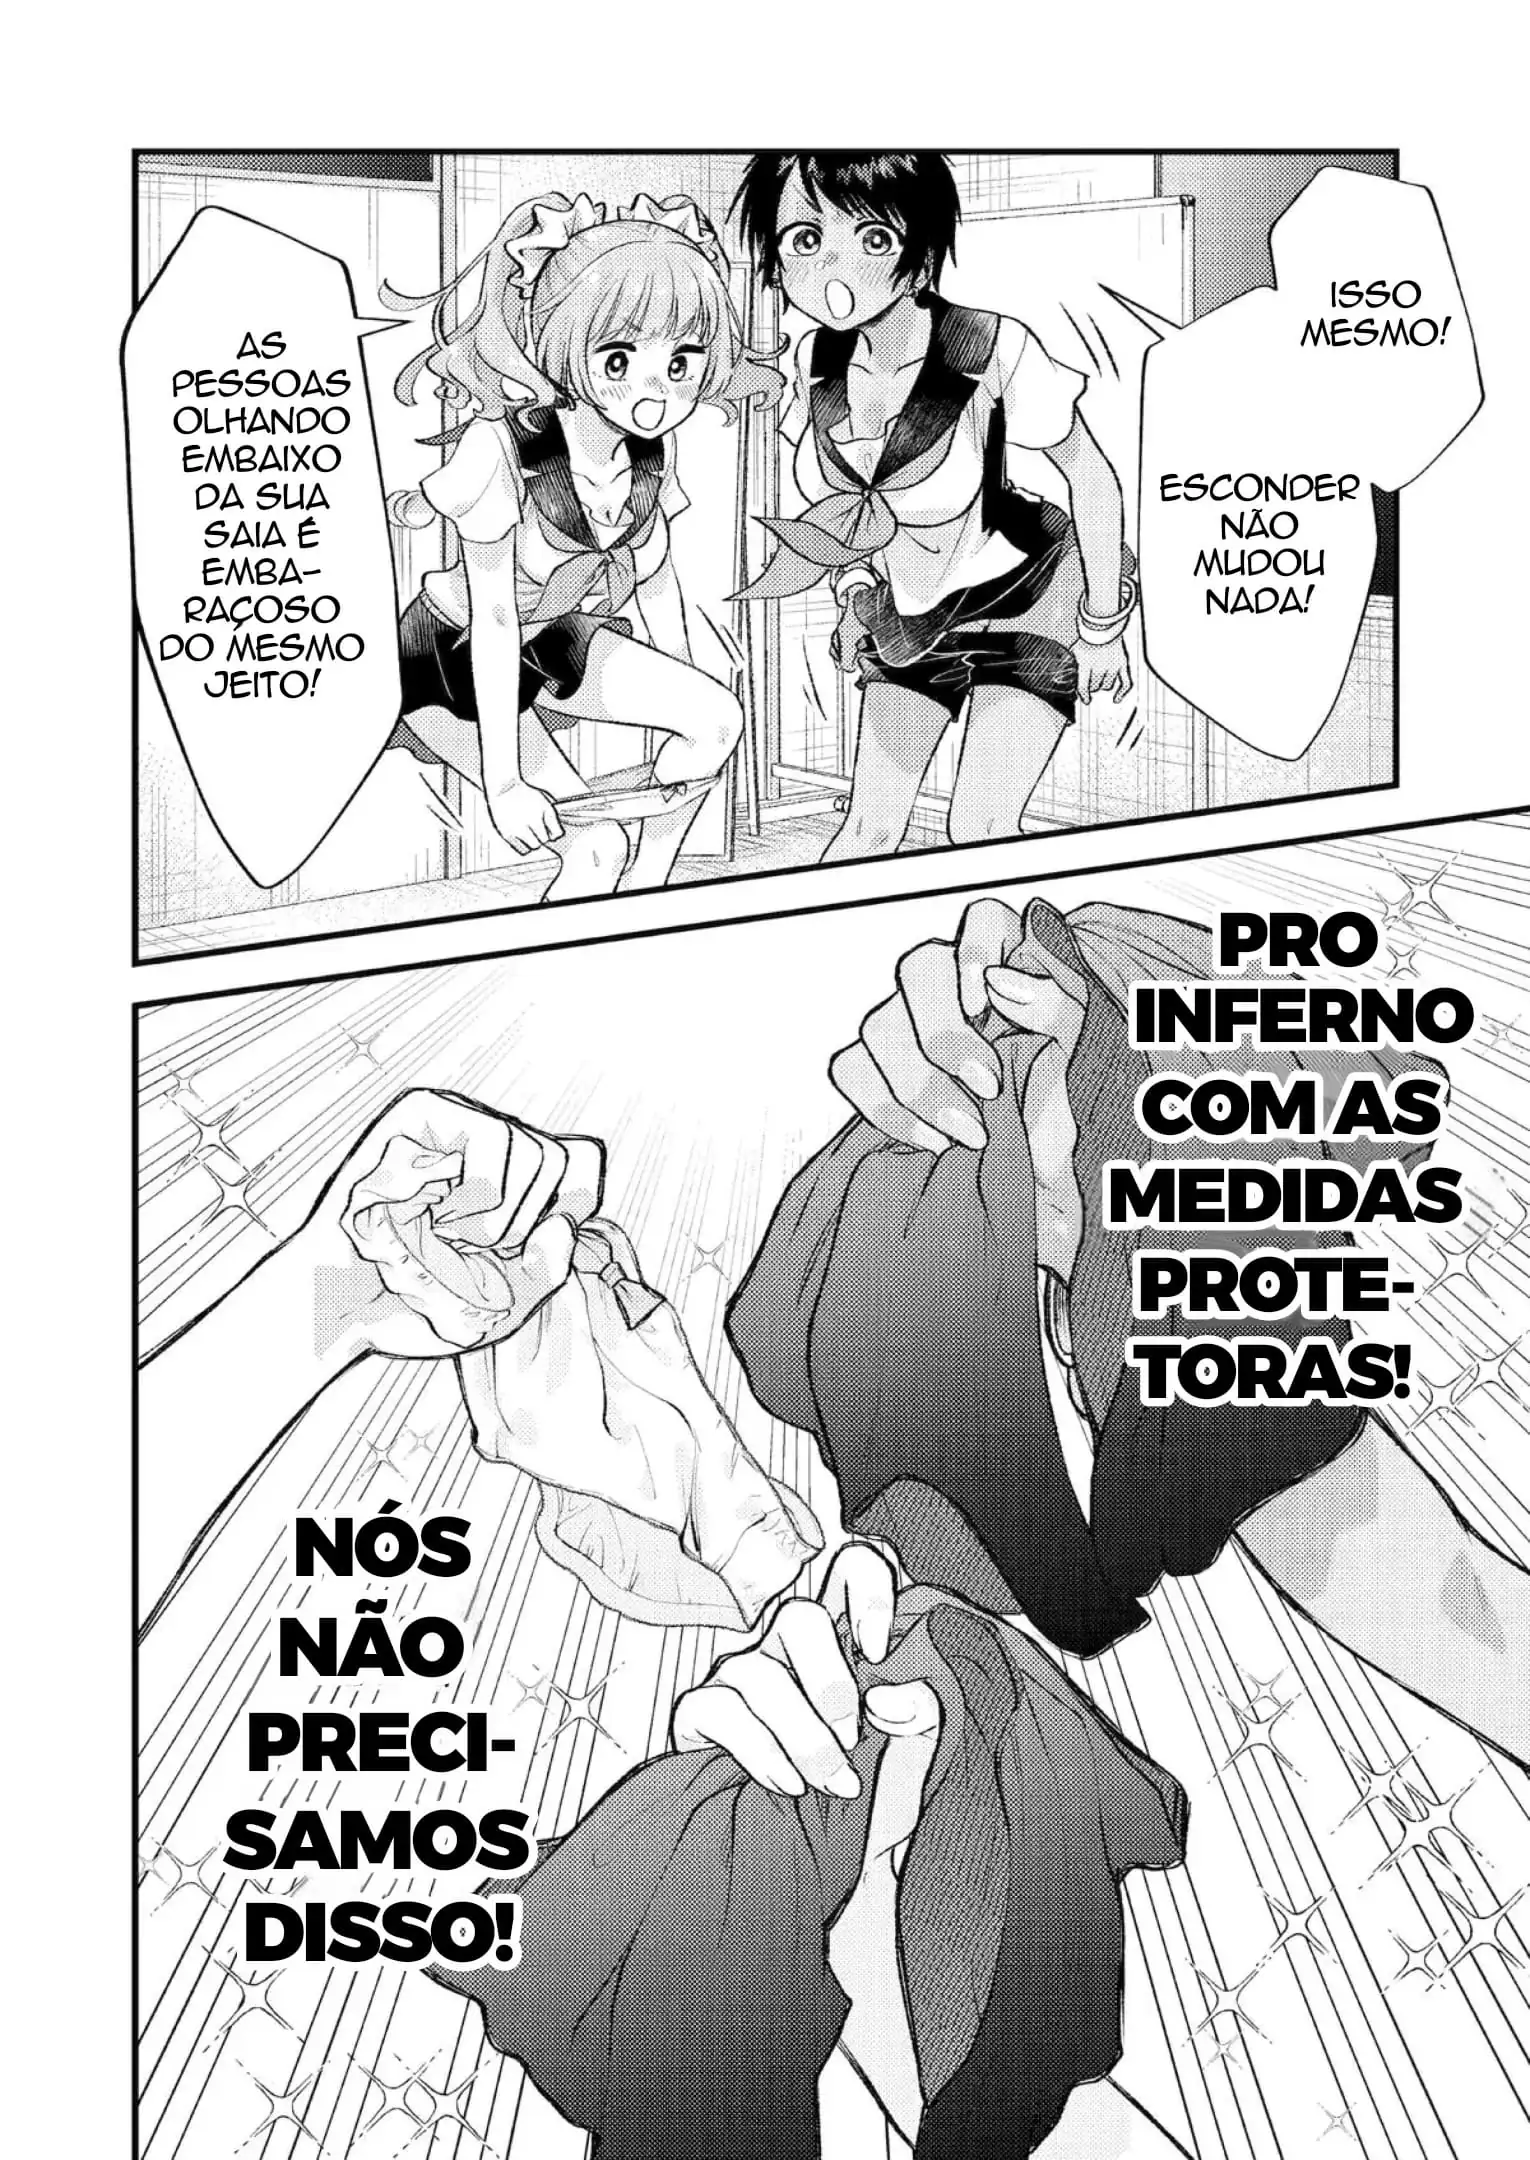 ISSO
MESMO!
ESCONDER
NÃO
MUDOU
NADA!
AS
PESSOAS
OLHANDO
EMBAIXO
DA SUA
SAIA É
EMBA-
RAÇOSO
DO MESMO
JEITO!
PRO
INFERNO
COM AS
MEDIDAS
PROTE-
TORAS!
NÓS
NÃO
PRECI-
SAMOS
DISSO!